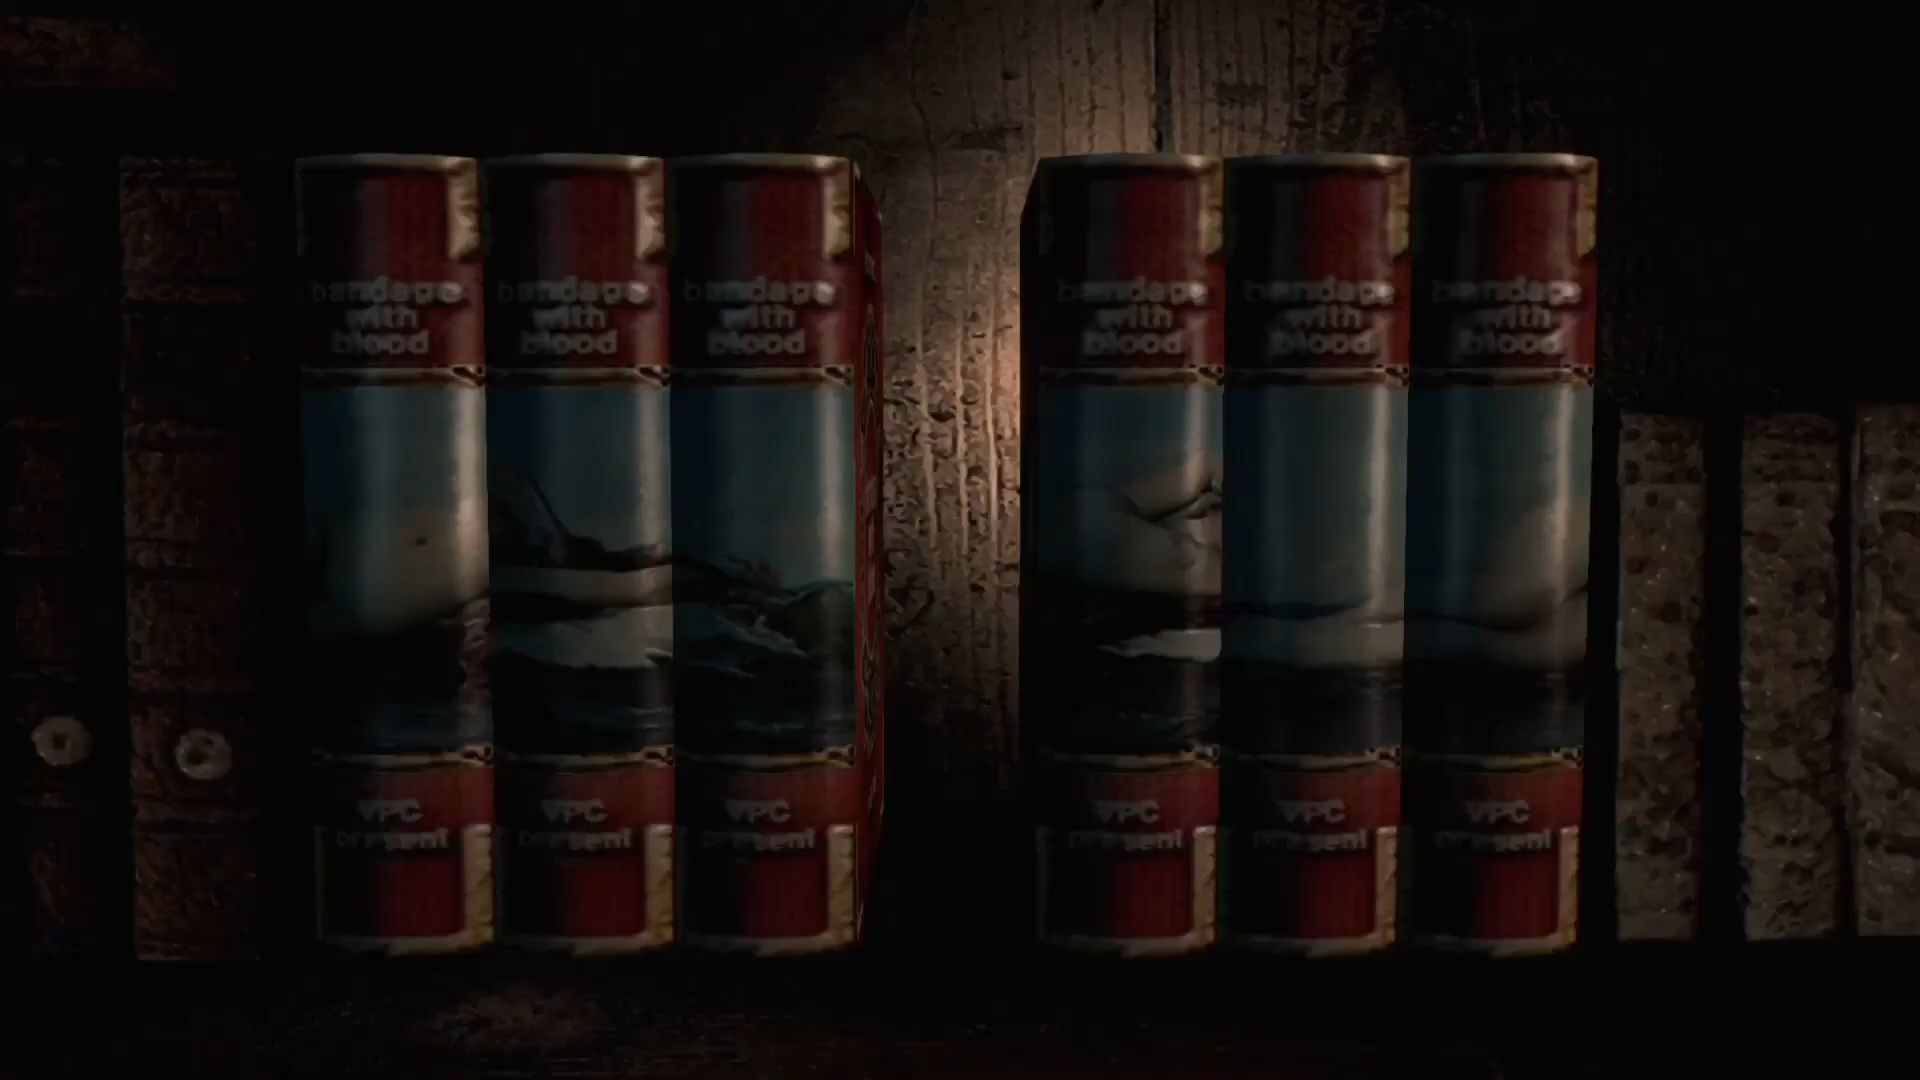 bandage
with
blood
VPC
present
bandage
with
blood
VPC
present
bandage
with
blood
VPC
present
bandage
with
blood
VPC
present
bandage
with
blood
VPC
present
bandage
with
blood
VPC
present